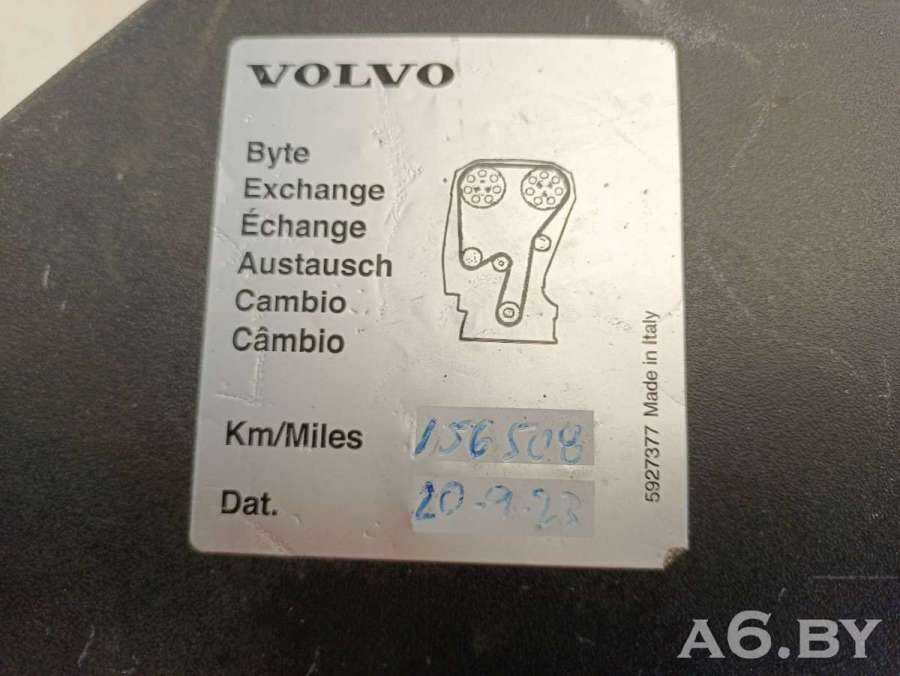 VOLVO
Byte
Exchange
Échange
Austausch
Cambio
Câmbio
Km/Miles 156508
Dat. 20-9-23
5927377 Made in Italy
A6.BY